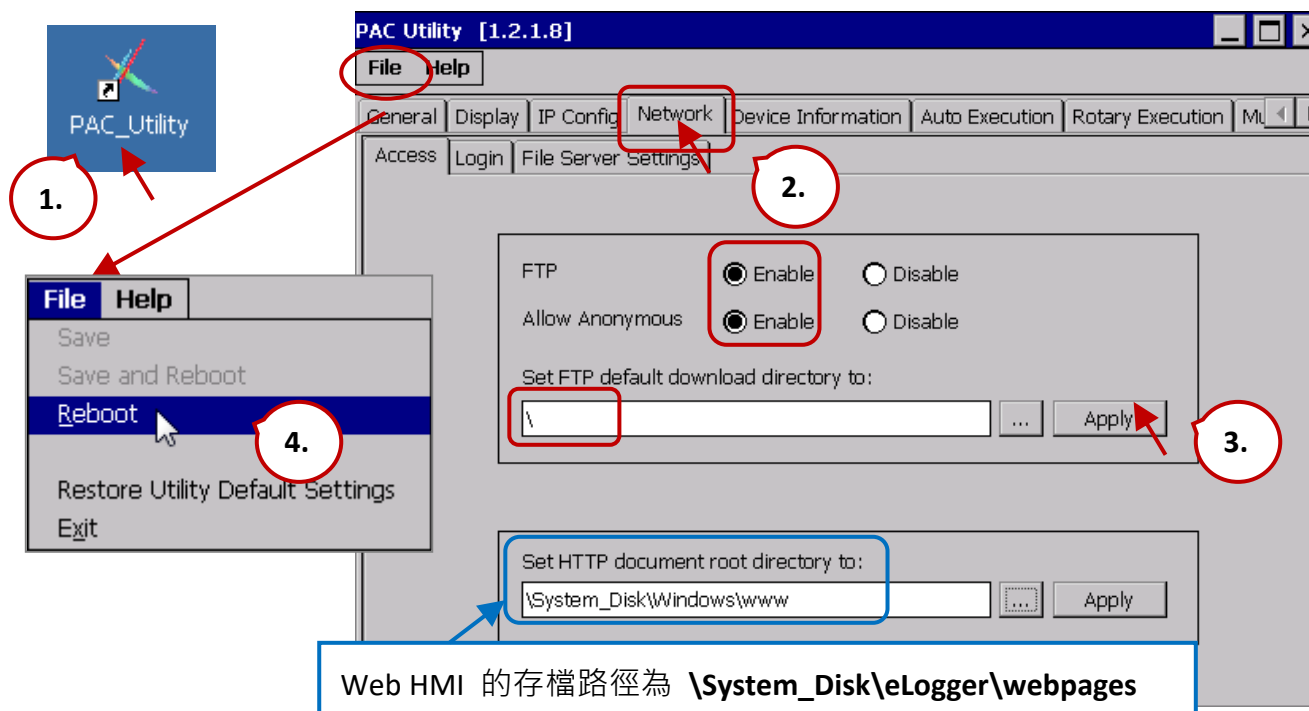 PAC_Utility
1.
PAC Utility [1.2.1.8]
File Help
General Display IP Config Network Device Information Auto Execution Rotary Execution
Access Login File Server Settings
2.
FTP Enable Disable
Allow Anonymous Enable Disable
Set FTP default download directory to:
\ ... Apply
3.
File Help
Save
Save and Reboot
Reboot
4.
Restore Utility Default Settings
Exit
Set HTTP document root directory to:
\System_Disk\Windows\www ... Apply
Web HMI 的存檔路徑為 \System_Disk\eLogger\webpages